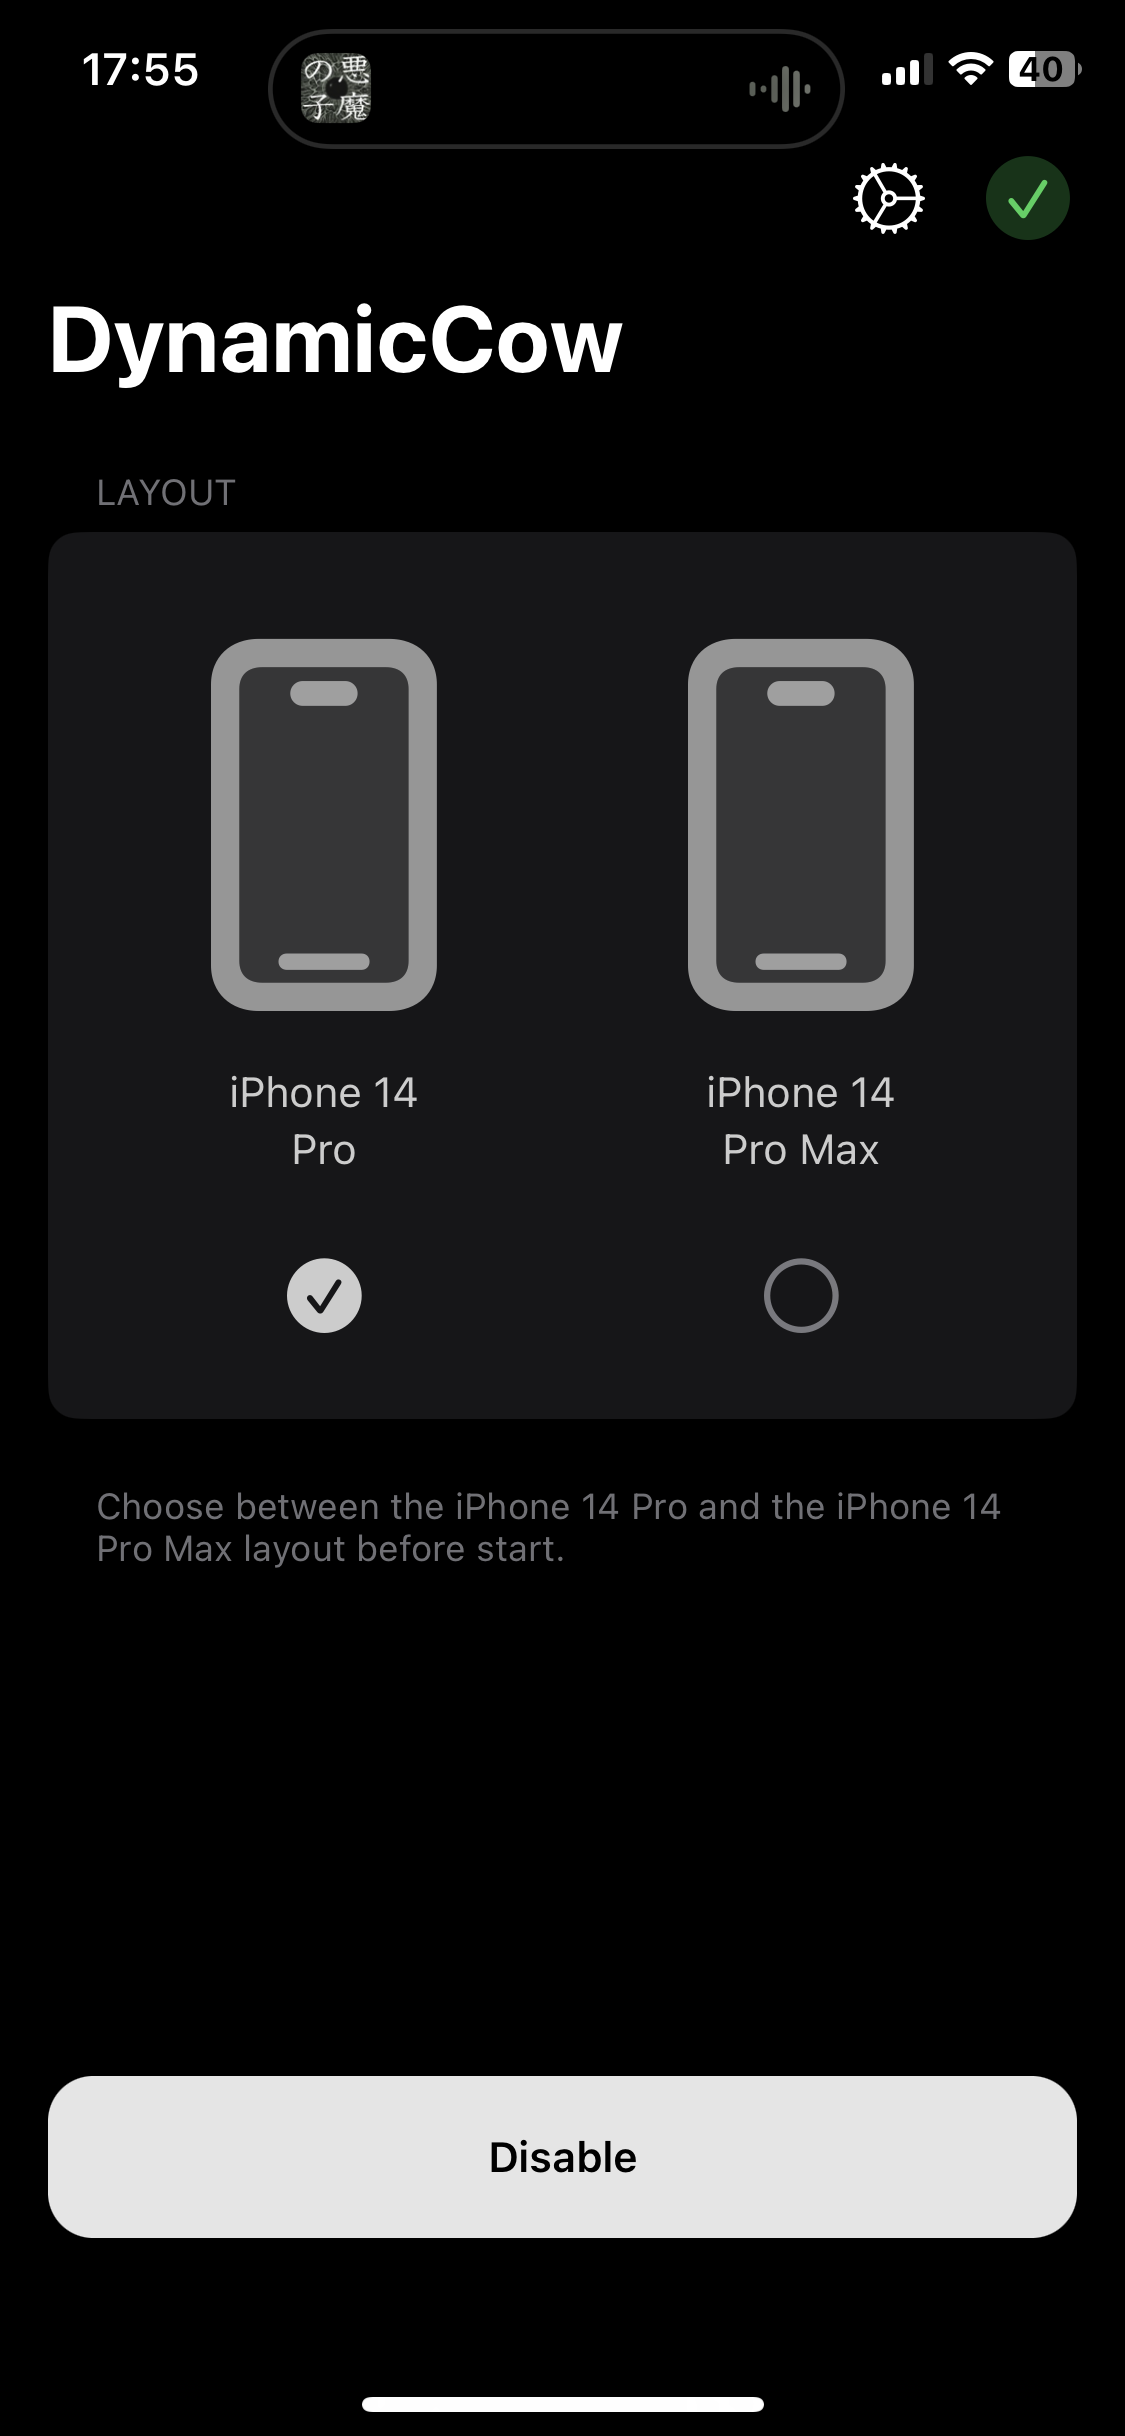 17:55
の悪
子魔
40
DynamicCow
LAYOUT
iPhone 14
Pro
iPhone 14
Pro Max
Choose between the iPhone 14 Pro and the iPhone 14
Pro Max layout before start.
Disable